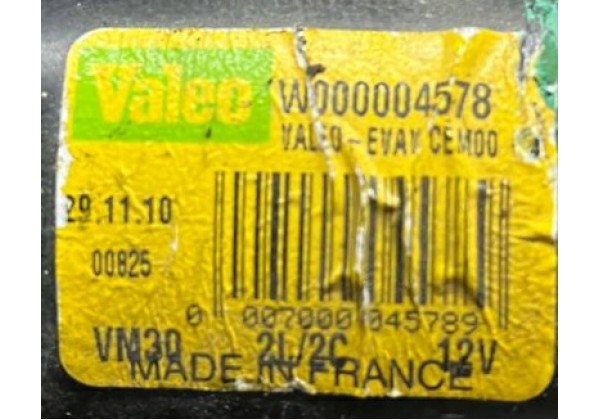 Valeo
W000004578
VALEO-EVAV CEM00
29.11.10
00825
0 007000 045789
VM30 2L/2C 12V
MADE IN FRANCE